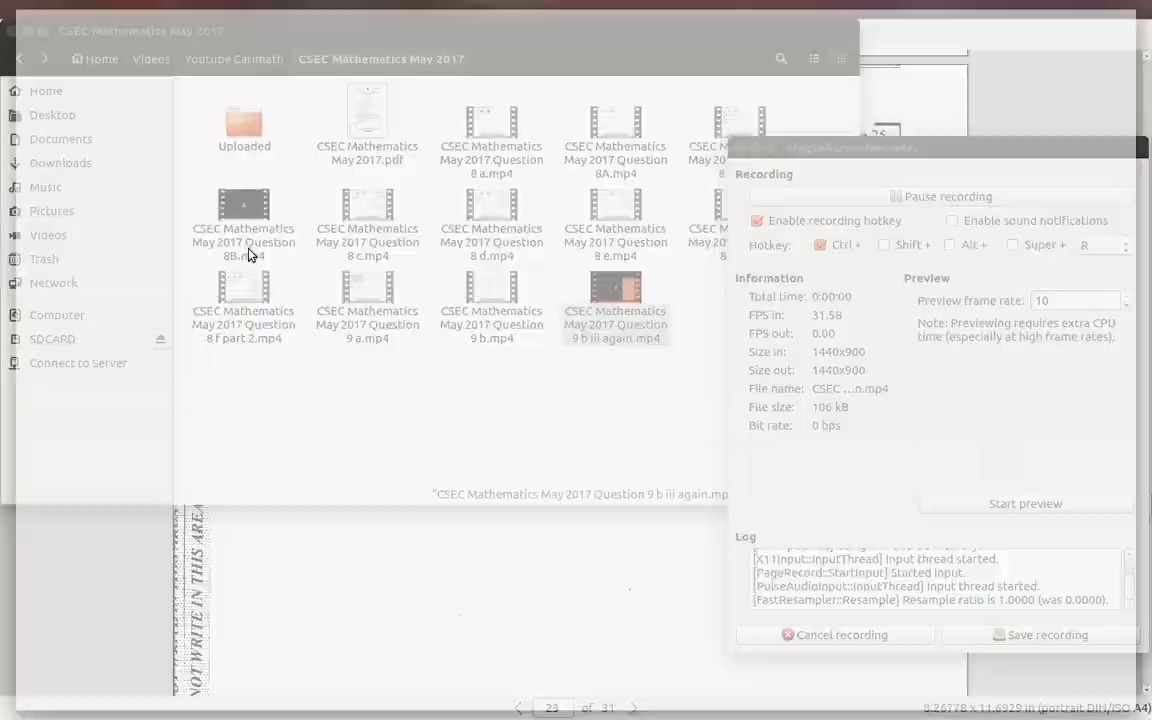 CSEC Mathematics May 2017
Home Videos Youtube Carimath CSEC Mathematics May 2017
Home
Desktop
Documents
Downloads
Music
Pictures
Videos
Trash
Network
Computer
SDCARD
Connect to Server
Uploaded
CSEC Mathematics
May 2017.pdf
CSEC Mathematics
May 2017 Question
8 a.mp4
CSEC Mathematics
May 2017 Question
8A.mp4
CSEC Mathematics
May 2017 Question
8B.mp4
CSEC Mathematics
May 2017 Question
8 c.mp4
CSEC Mathematics
May 2017 Question
8 d.mp4
CSEC Mathematics
May 2017 Question
8 e.mp4
CSEC Mathematics
May 2017 Question
8 f part 2.mp4
CSEC Mathematics
May 2017 Question
9 a.mp4
CSEC Mathematics
May 2017 Question
9 b.mp4
CSEC Mathematics
May 2017 Question
9 b iii again.mp4
"CSEC Mathematics May 2017 Question 9 b iii again.mp
Recording
Pause recording
Enable recording hotkey Enable sound notifications
Hotkey: Ctrl + Shift + Alt + Super + R
Information
Total time: 0:00:00
FPS in: 31.58
FPS out: 0.00
Size in: 1440x900
Size out: 1440x900
File name: CSEC ...n.mp4
File size: 106 kB
Bit rate: 0 bps
Preview
Preview frame rate: 10
Note: Previewing requires extra CPU
time (especially at high frame rates).
Start preview
Log
[X11Input::InputThread] Input thread started.
[PageRecord::StartInput] Started input.
[PulseAudioInput::InputThread] Input thread started.
[FastResampler::Resample] Resample ratio is 1.0000 (was 0.0000).
Cancel recording Save recording
NOT WRITE IN THIS AREA
23 of 31
8.26778 x 11.6929 in (portrait DIN/ISO A4)